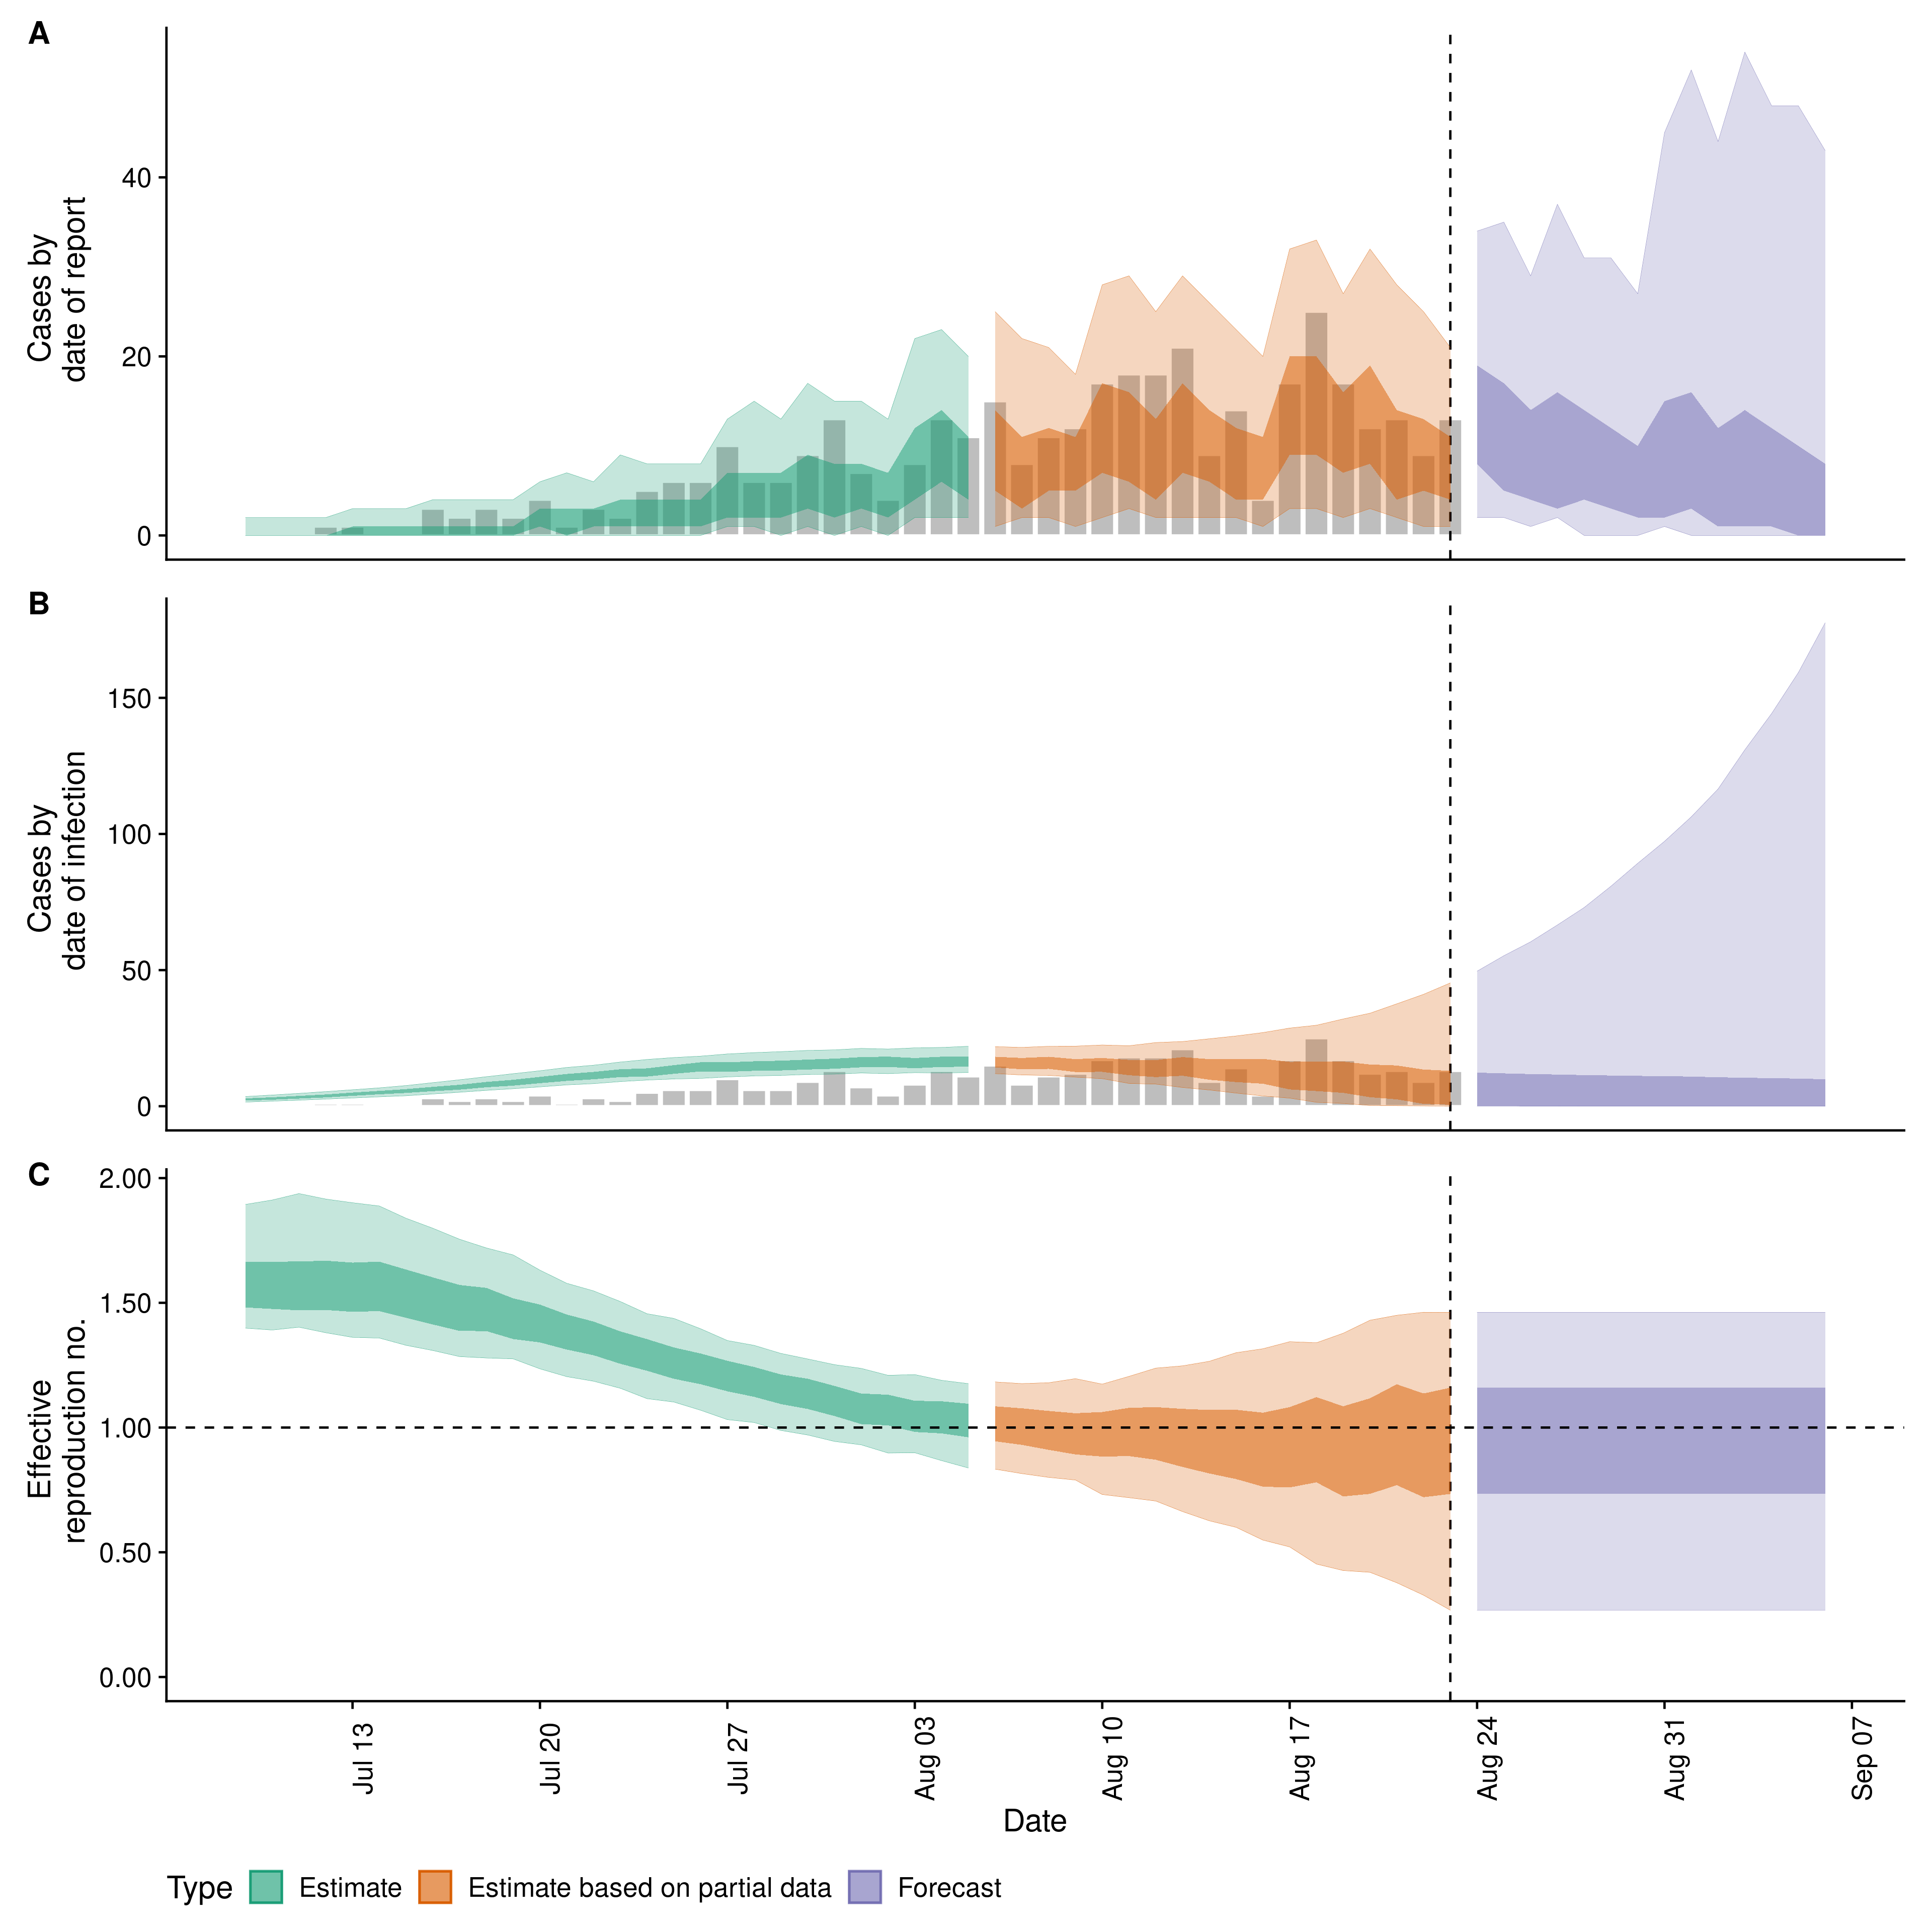 A
Cases by
date of report
40
20
0
B
Cases by
date of infection
150
100
50
0
C
Effective
reproduction no.
2.00
1.50
1.00
0.50
0.00
Jul 13
Jul 20
Jul 27
Aug 03
Aug 10
Aug 17
Aug 24
Aug 31
Sep 07
Date
Type Estimate Estimate based on partial data Forecast